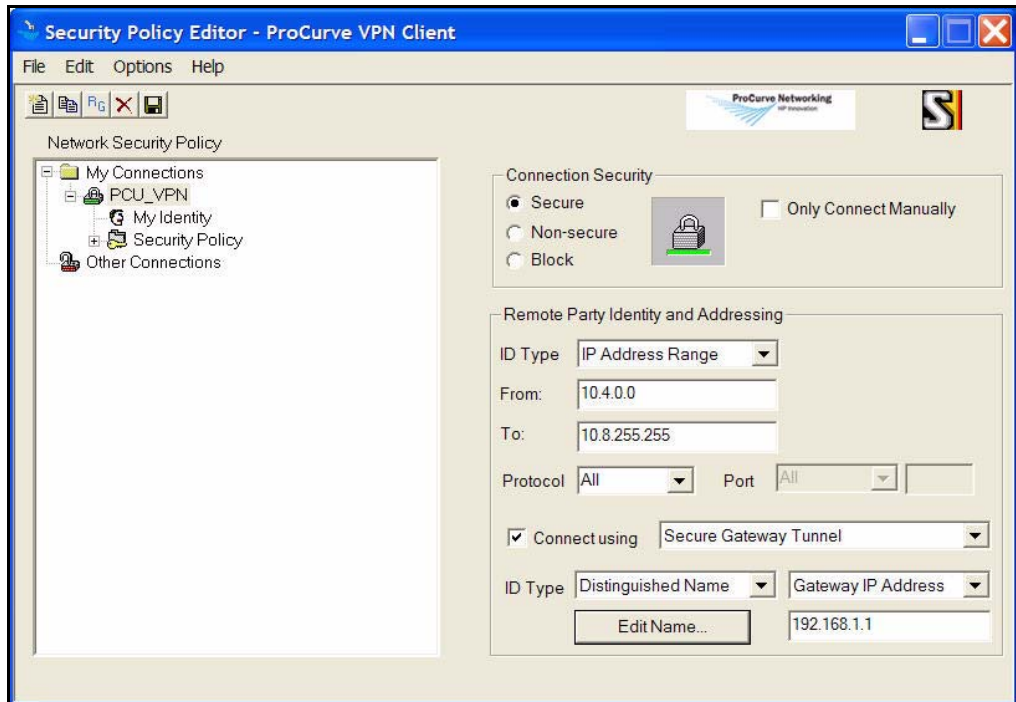 Security Policy Editor - ProCurve VPN Client
File Edit Options Help
RG
ProCurve Networking
HP Innovation
S
Network Security Policy
My Connections
PCU_VPN
My Identity
Security Policy
Other Connections
Connection Security
Secure
Non-secure
Block
Only Connect Manually
Remote Party Identity and Addressing
ID Type IP Address Range
From: 10.4.0.0
To: 10.8.255.255
Protocol All Port All
Connect using Secure Gateway Tunnel
ID Type Distinguished Name Gateway IP Address
Edit Name... 192.168.1.1